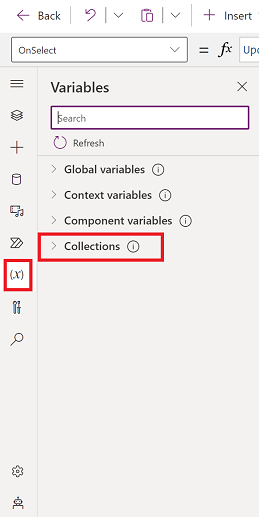 Back
Insert
OnSelect
= fx Upd
Variables
Search
Refresh
Global variables
Context variables
Component variables
(x) Collections